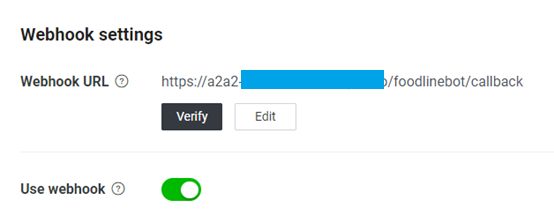 Webhook settings
Webhook URL ? https://a2a2- /foodlinebot/callback
Verify Edit
Use webhook ?